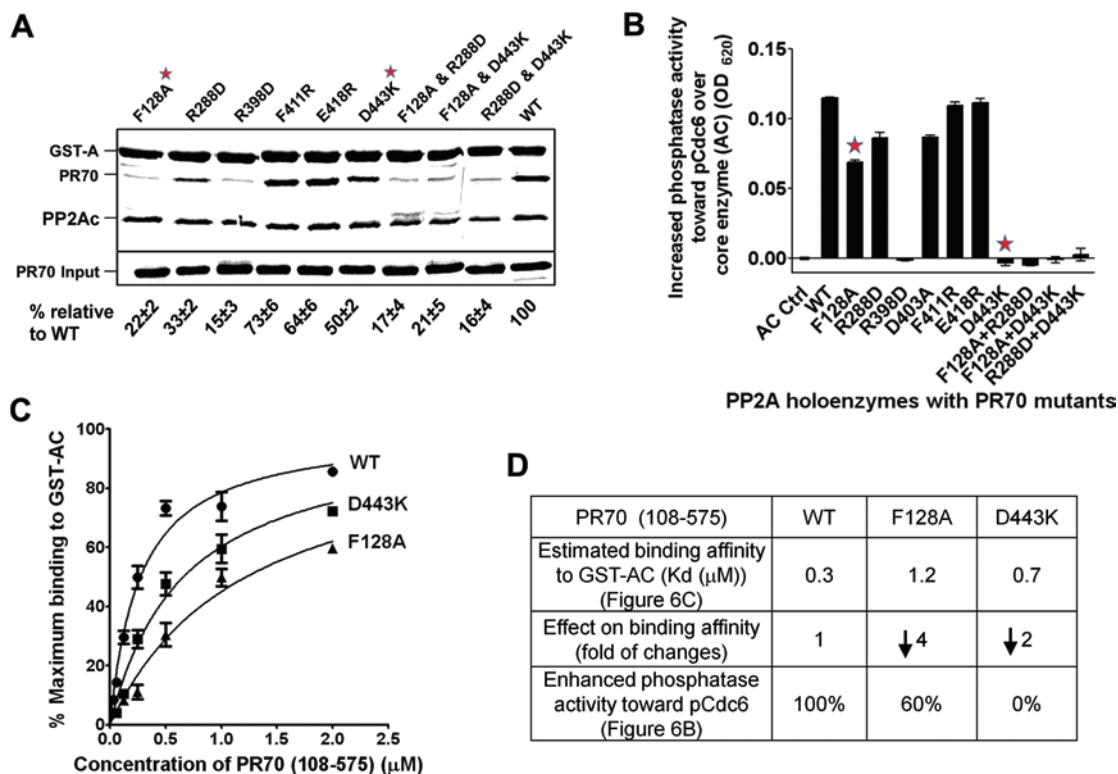 A
F128A
R288D
R398D
F411R
E418R
D443K
F128A & R288D
F128A & D443K
R288D & D443K
WT
GST-A
PR70
PP2Ac
PR70 Input
% relative
to WT
22±2
33±2
15±3
73±6
64±6
50±2
17±4
21±5
16±4
100
B
Increased phosphatase activity
toward pCdc6 over
core enzyme (AC) (OD 620)
0.15
0.10
0.05
0.00
AC Ctrl
WT
F128A
R288D
R398D
D403A
F411R
E418R
D443K
F128A+R288D
F128A+D443K
R288D+D443K
PP2A holoenzymes with PR70 mutants
C
% Maximum binding to GST-AC
100
80
60
40
20
0
0.0
0.5
1.0
1.5
2.0
WT
D443K
F128A
Concentration of PR70 (108-575) (μM)
D
PR70 (108-575)
WT
F128A
D443K
Estimated binding affinity
to GST-AC (Kd (μM))
(Figure 6C)
0.3
1.2
0.7
Effect on binding affinity
(fold of changes)
1
↓4
↓2
Enhanced phosphatase
activity toward pCdc6
(Figure 6B)
100%
60%
0%